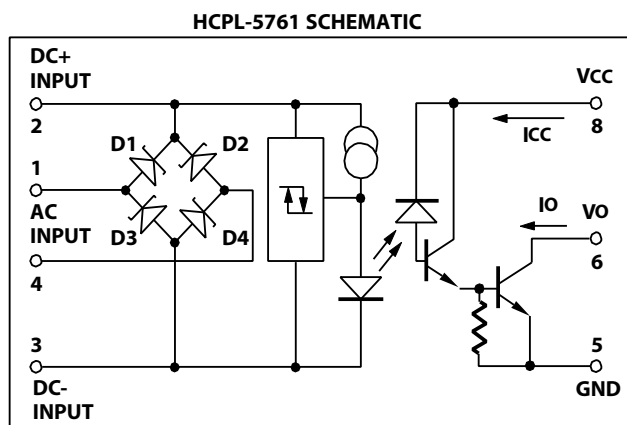 HCPL-5761 SCHEMATIC
DC+
INPUT
2
D1
D2
1
AC
INPUT
D3
D4
4
3
DC-
INPUT
VCC
8
ICC
IO
VO
6
5
GND